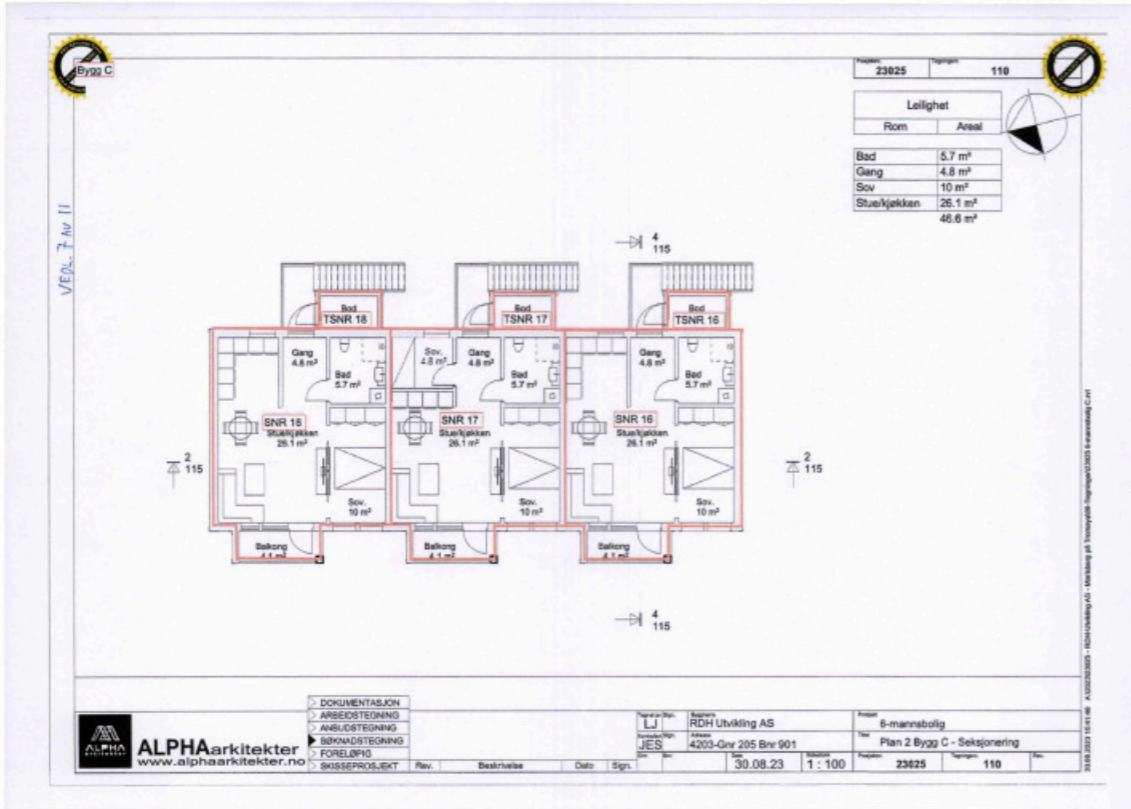 Bygg C
23025
110
Leilighet
Rom Areal
Bad 5.7 m²
Gang 4.8 m²
Sov 10 m²
Stue/kjøkken 26.1 m²
46.6 m²
VEDL. 7 AV 11
4
115
Bod
TSNR 18
Bod
TSNR 17
Bod
TSNR 16
Gang
4.8 m²
Bad
5.7 m²
Sov.
4.8 m²
Gang
4.8 m²
Bad
5.7 m²
Gang
4.8 m²
Bad
5.7 m²
SNR 18
Stue/kjøkken
26.1 m²
SNR 17
Stue/kjøkken
26.1 m²
SNR 16
Stue/kjøkken
26.1 m²
2
115
2
115
Sov.
10 m²
Sov.
10 m²
Sov.
10 m²
Balkong
4.1 m²
Balkong
4.1 m²
Balkong
4.1 m²
4
115
DOKUMENTASJON
ARBEIDSTEGNING
ANBUDSTEGNING
SØKNADSTEGNING
FORELØPIG
SKISSEPROSJEKT
ALPHA
ALPHAarkitekter
www.alphaarkitekter.no
Rev. Beskrivelse Dato Sign.
LJ
RDH Utvikling AS
JES
4203-Gnr 205 Bnr 901
30.08.23
1 : 100
6-mannsbolig
Plan 2 Bygg C - Seksjonering
23025
110